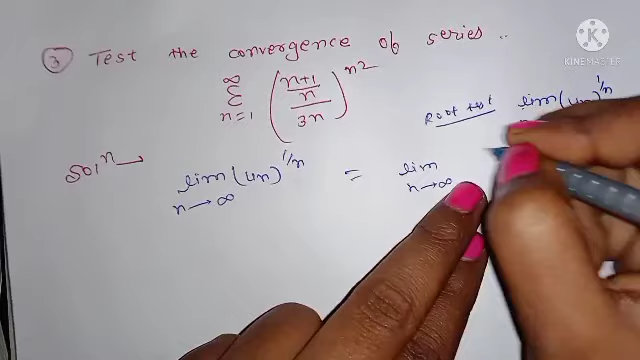 ③ Test the convergence of series..
∞
Σ
n=1
( (n+1)/n / 3n )^n²
Root test lim (un)^1/n
Solⁿ
lim (un)^1/n = lim
n→∞ n→∞
KINEMASTER